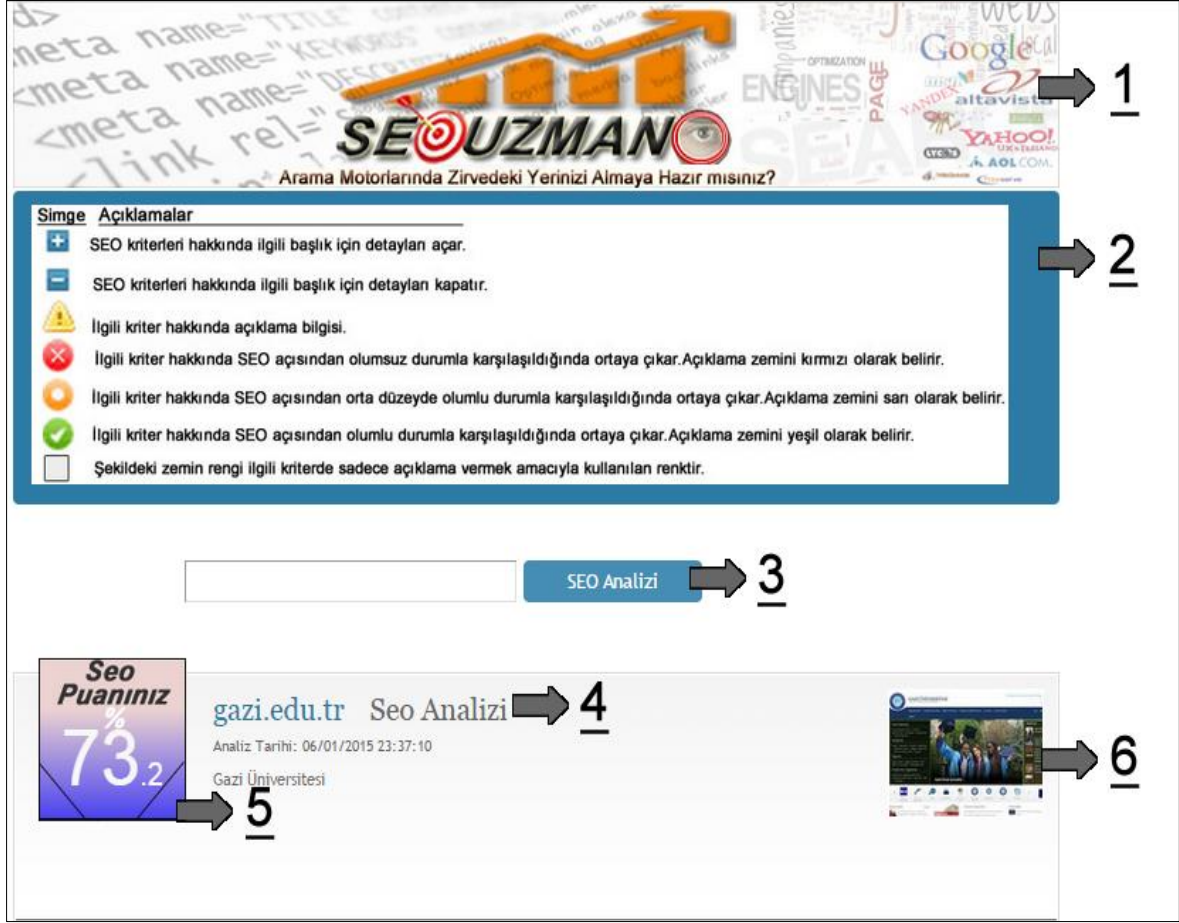 <meta name="TITLE"
<meta name="KEYWORDS"
<meta name="DESCRIPTION
<link rel="
companies
OPTIMIZATION
ENGINES
PAGE
WEBS
Google
YANDEX
altavista
YAHOO!
LYCOS
AOL COM.
SEOUZMANO
Arama Motorlarında Zirvedeki Yerinizi Almaya Hazır mısınız?
1
Simge Açıklamalar
SEO kriterleri hakkında ilgili başlık için detayları açar.
SEO kriterleri hakkında ilgili başlık için detayları kapatır.
İlgili kriter hakkında açıklama bilgisi.
İlgili kriter hakkında SEO açısından olumsuz durumla karşılaşıldığında ortaya çıkar.Açıklama zemini kırmızı olarak belirir.
İlgili kriter hakkında SEO açısından orta düzeyde olumlu durumla karşılaşıldığında ortaya çıkar.Açıklama zemini sarı olarak belirir.
İlgili kriter hakkında SEO açısından olumlu durumla karşılaşıldığında ortaya çıkar.Açıklama zemini yeşil olarak belirir.
Şekildeki zemin rengi ilgili kriterde sadece açıklama vermek amacıyla kullanılan renktir.
2
SEO Analizi
3
Seo
Puanınız
%
73.2
5
gazi.edu.tr Seo Analizi
4
Analiz Tarihi: 06/01/2015 23:37:10
Gazi Üniversitesi
6